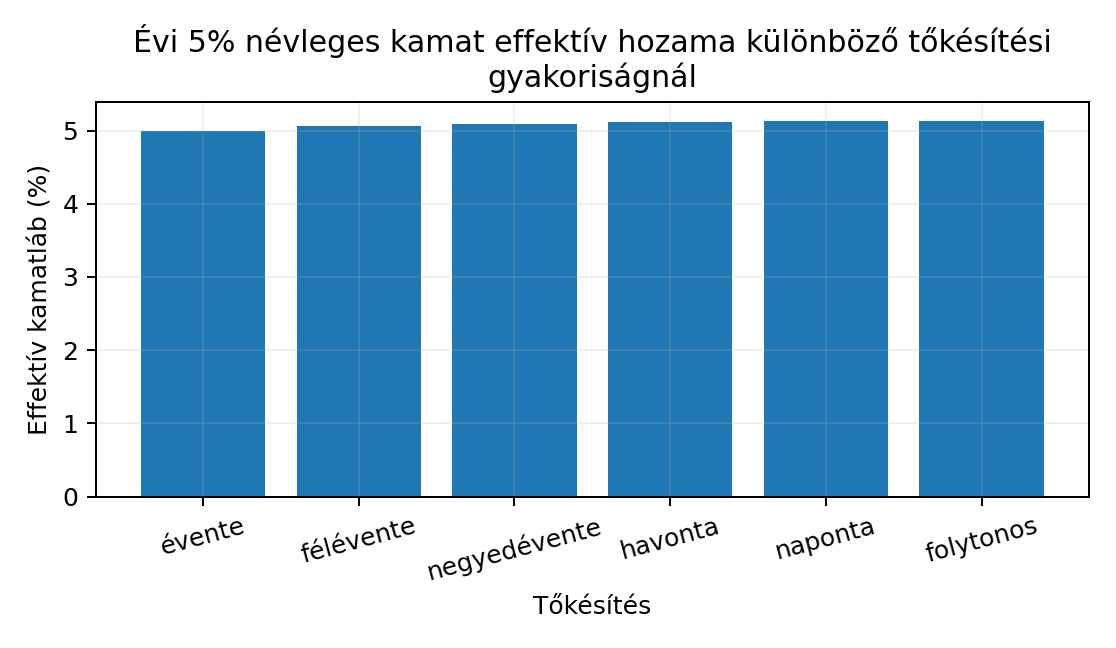 Évi 5% névleges kamat effektív hozama különböző tőkésítési
gyakoriságnál
Effektív kamatláb (%)
5
4
3
2
1
0
évente
félévente
negyedévente
havonta
naponta
folytonos
Tőkésítés